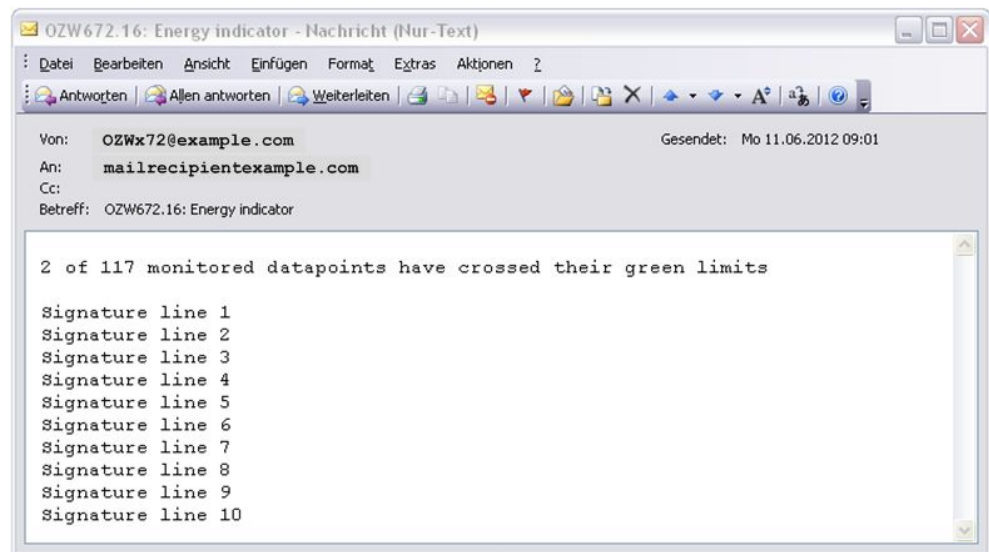 OZW672.16: Energy indicator - Nachricht (Nur-Text)
Datei Bearbeiten Ansicht Einfügen Format Extras Aktionen ?
Antworten Allen antworten Weiterleiten
Von: OZWx72@example.com Gesendet: Mo 11.06.2012 09:01
An: mailrecipientexample.com
Cc:
Betreff: OZW672.16: Energy indicator
2 of 117 monitored datapoints have crossed their green limits
Signature line 1
Signature line 2
Signature line 3
Signature line 4
Signature line 5
Signature line 6
Signature line 7
Signature line 8
Signature line 9
Signature line 10